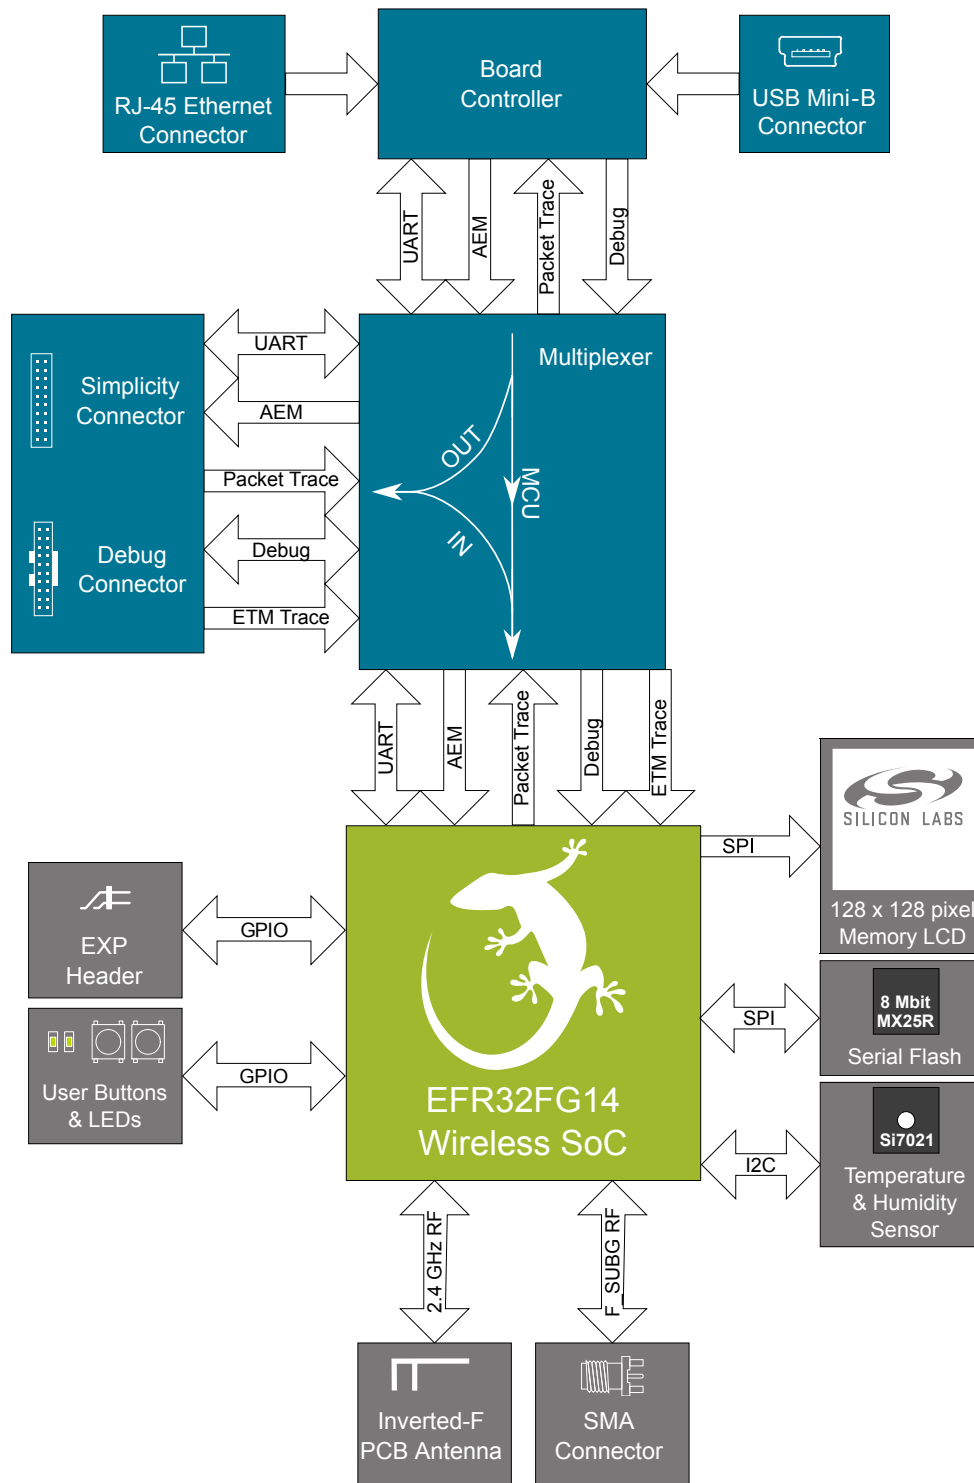 RJ-45 Ethernet
Connector
Board
Controller
USB Mini-B
Connector
UART
AEM
Packet Trace
Debug
Simplicity
Connector
Debug
Connector
UART
AEM
Packet Trace
Debug
ETM Trace
Multiplexer
OUT
MCU
IN
UART
AEM
Packet Trace
Debug
ETM Trace
SPI
SILICON LABS
128 x 128 pixel
Memory LCD
EXP
Header
GPIO
SPI
8 Mbit
MX25R
Serial Flash
User Buttons
& LEDs
GPIO
EFR32FG14
Wireless SoC
I2C
Si7021
Temperature
& Humidity
Sensor
2.4 GHz RF
F_SUBG RF
Inverted-F
PCB Antenna
SMA
Connector